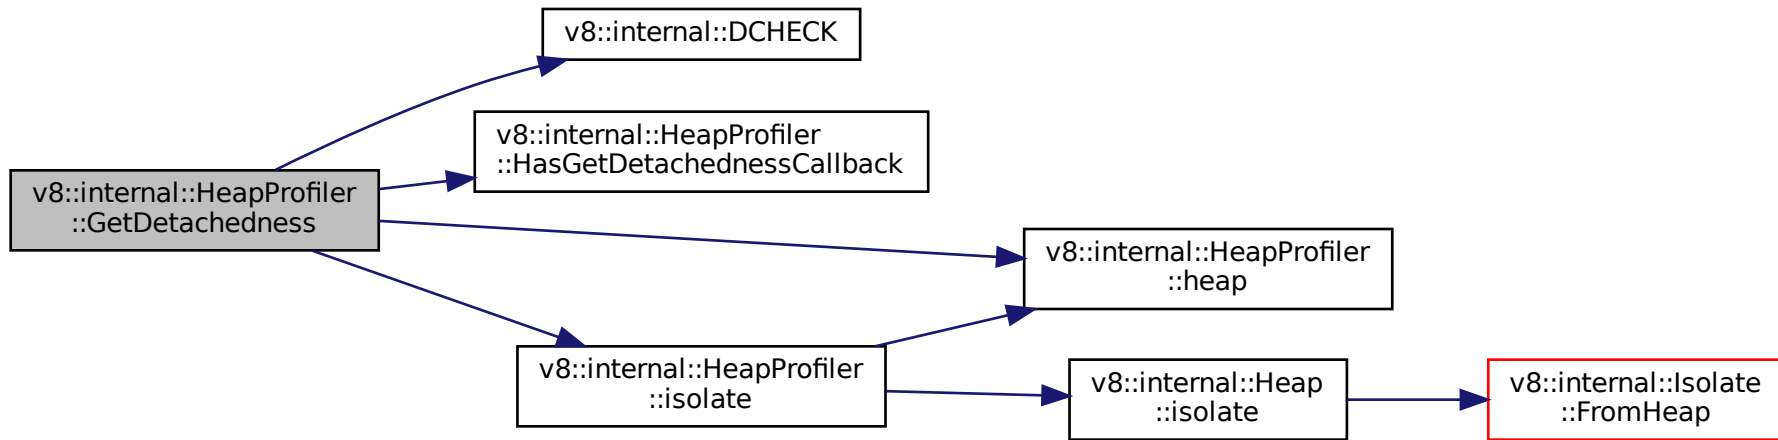 v8::internal::DCHECK
v8::internal::HeapProfiler
::HasGetDetachednessCallback
v8::internal::HeapProfiler
::GetDetachedness
v8::internal::HeapProfiler
::heap
v8::internal::HeapProfiler
::isolate
v8::internal::Heap
::isolate
v8::internal::Isolate
::FromHeap